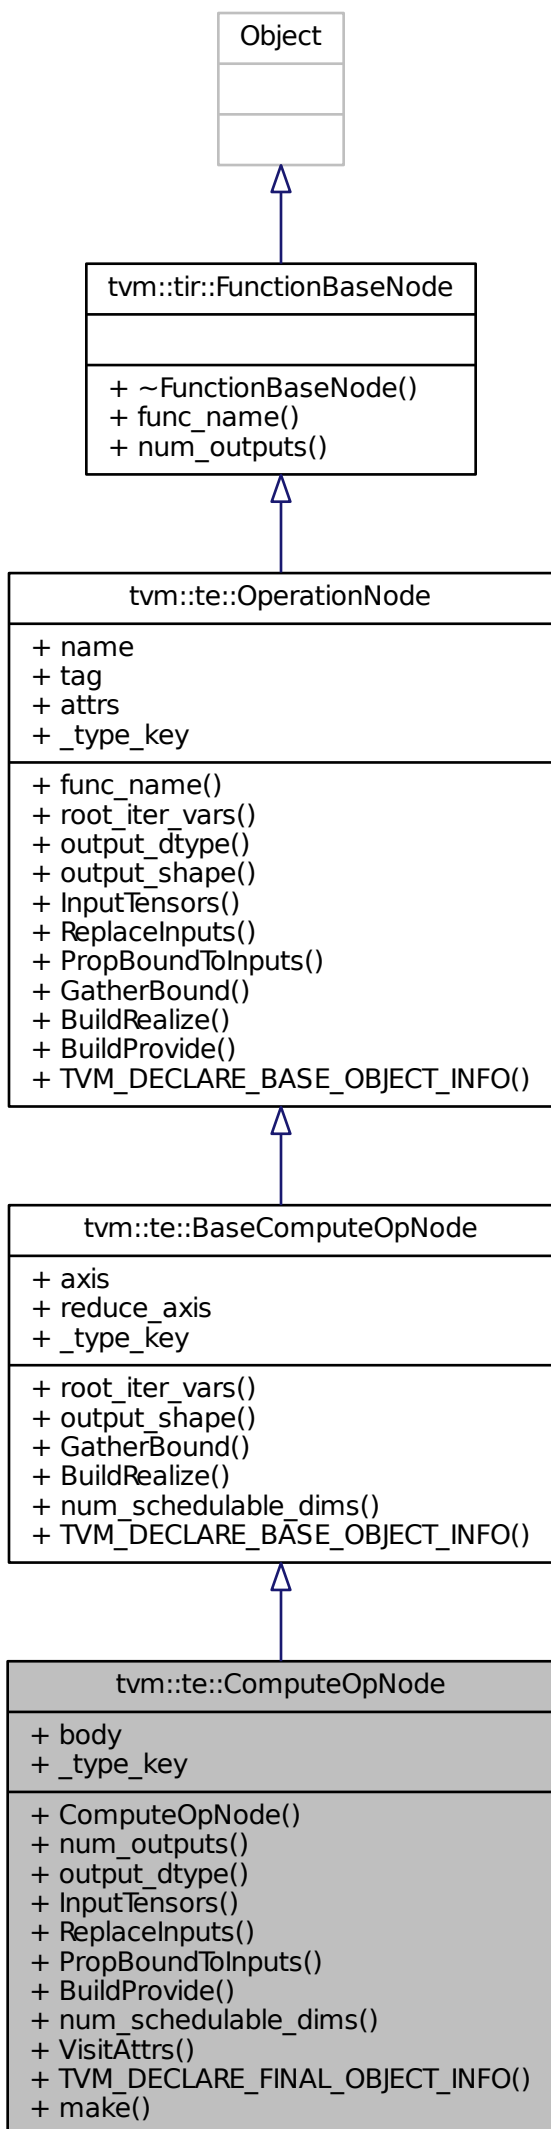 Object
tvm::tir::FunctionBaseNode
+ ~FunctionBaseNode()
+ func_name()
+ num_outputs()
tvm::te::OperationNode
+ name
+ tag
+ attrs
+ _type_key
+ func_name()
+ root_iter_vars()
+ output_dtype()
+ output_shape()
+ InputTensors()
+ ReplaceInputs()
+ PropBoundToInputs()
+ GatherBound()
+ BuildRealize()
+ BuildProvide()
+ TVM_DECLARE_BASE_OBJECT_INFO()
tvm::te::BaseComputeOpNode
+ axis
+ reduce_axis
+ _type_key
+ root_iter_vars()
+ output_shape()
+ GatherBound()
+ BuildRealize()
+ num_schedulable_dims()
+ TVM_DECLARE_BASE_OBJECT_INFO()
tvm::te::ComputeOpNode
+ body
+ _type_key
+ ComputeOpNode()
+ num_outputs()
+ output_dtype()
+ InputTensors()
+ ReplaceInputs()
+ PropBoundToInputs()
+ BuildProvide()
+ num_schedulable_dims()
+ VisitAttrs()
+ TVM_DECLARE_FINAL_OBJECT_INFO()
+ make()